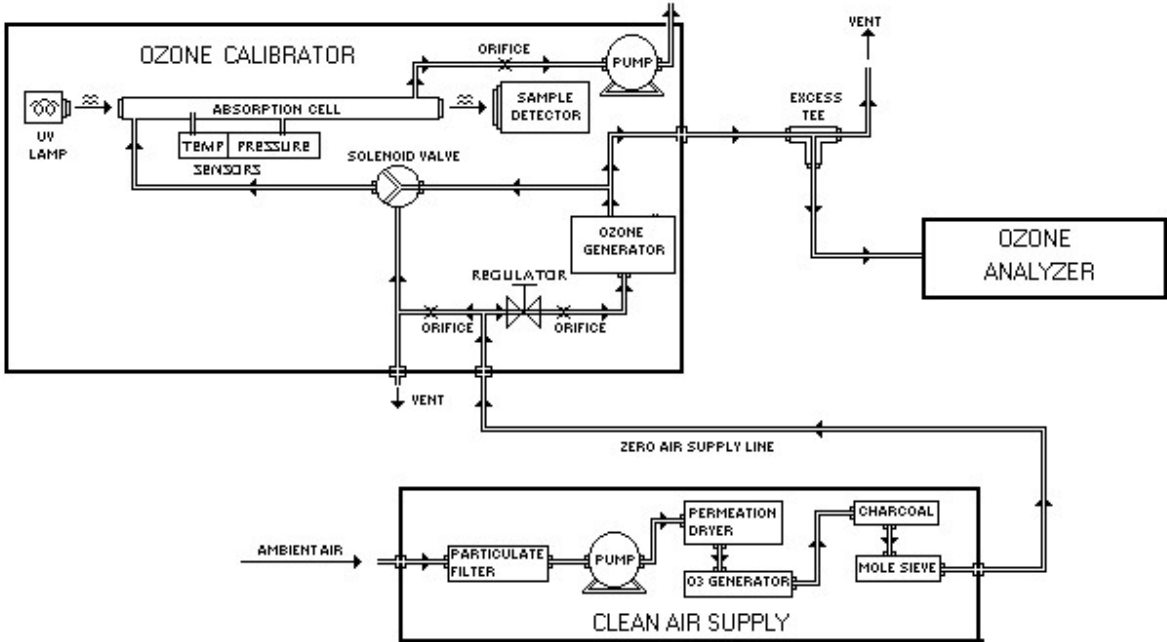 VENT
OZONE CALIBRATOR
ORIFICE
PUMP
EXCESS
TEE
ABSORPTION CELL
SAMPLE
DETECTOR
UV
LAMP
TEMP
PRESSURE
SENSORS
SOLENOID VALVE
OZONE
GENERATOR
OZONE
ANALYZER
REGULATOR
ORIFICE
ORIFICE
VENT
ZERO AIR SUPPLY LINE
PERMEATION
DRYER
CHARCOAL
AMBIENT AIR
PARTICULATE
FILTER
PUMP
O3 GENERATOR
MOLE SIEVE
CLEAN AIR SUPPLY